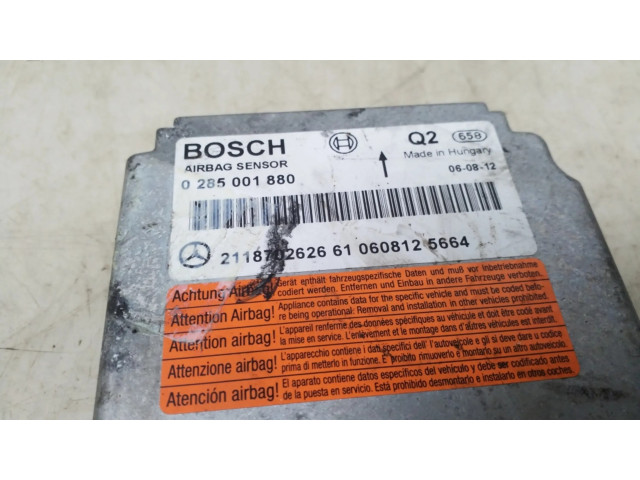 BOSCH
AIRBAG SENSOR
0 285 001 880
Q2 658
Made in Hungary
06-08-12
2118702626 61 060812 5664
Achtung Airbag! Gerät enthält fahrzeugspezifische Daten und muß vor Inbetriebnahme
codiert werden. Entfernen und Einbau in andere Fahrzeuge verboten.
Attention Airbag! Appliance contains data for the specific vehicle and must be coded befo-
re being operational. Removal and installation in other vehicles prohibited.
Attention airbag! L'appareil renferme des données spécifiques au véhicule et doit être codé avant
la mise en service. L'enlèvement et le montage dans d'autres véhicules est interdit.
Attenzione airbag! L'apparecchio contiene i dati specifici dell'autoveicolo e gli si deve dare o codice
prima di metterlo in funzione. È proibito rimuoverlo e montarlo su un altro autoveicolo.
Atención airbag! El aparato contiene datos especificos del vehículo y debe ser codificado antes
de la puesta en servicio. Está prohibido desmontarlo e instalarlo en otros coches.